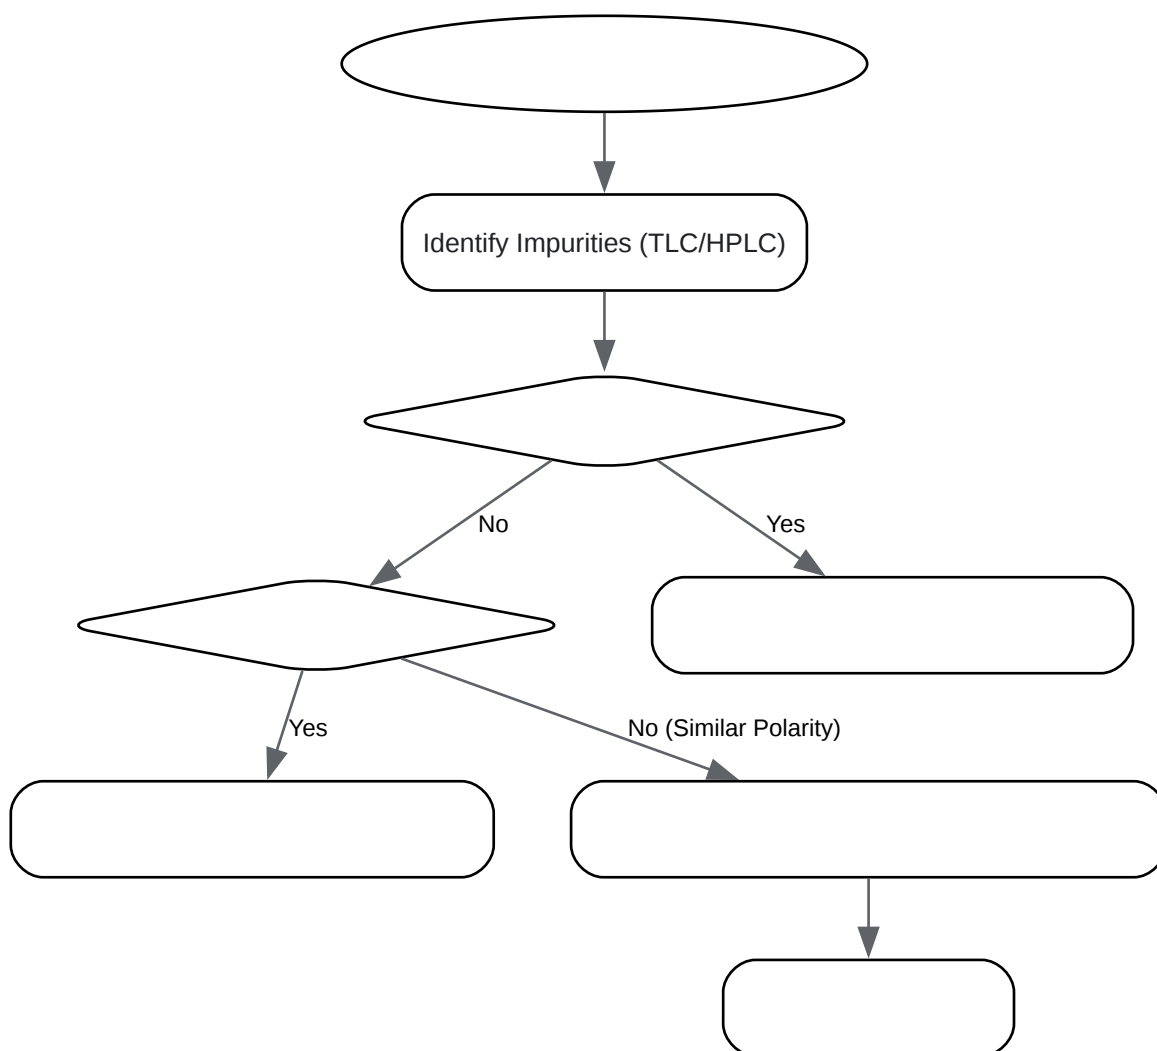 Identify Impurities (TLC/HPLC)
No
Yes
Yes
No (Similar Polarity)